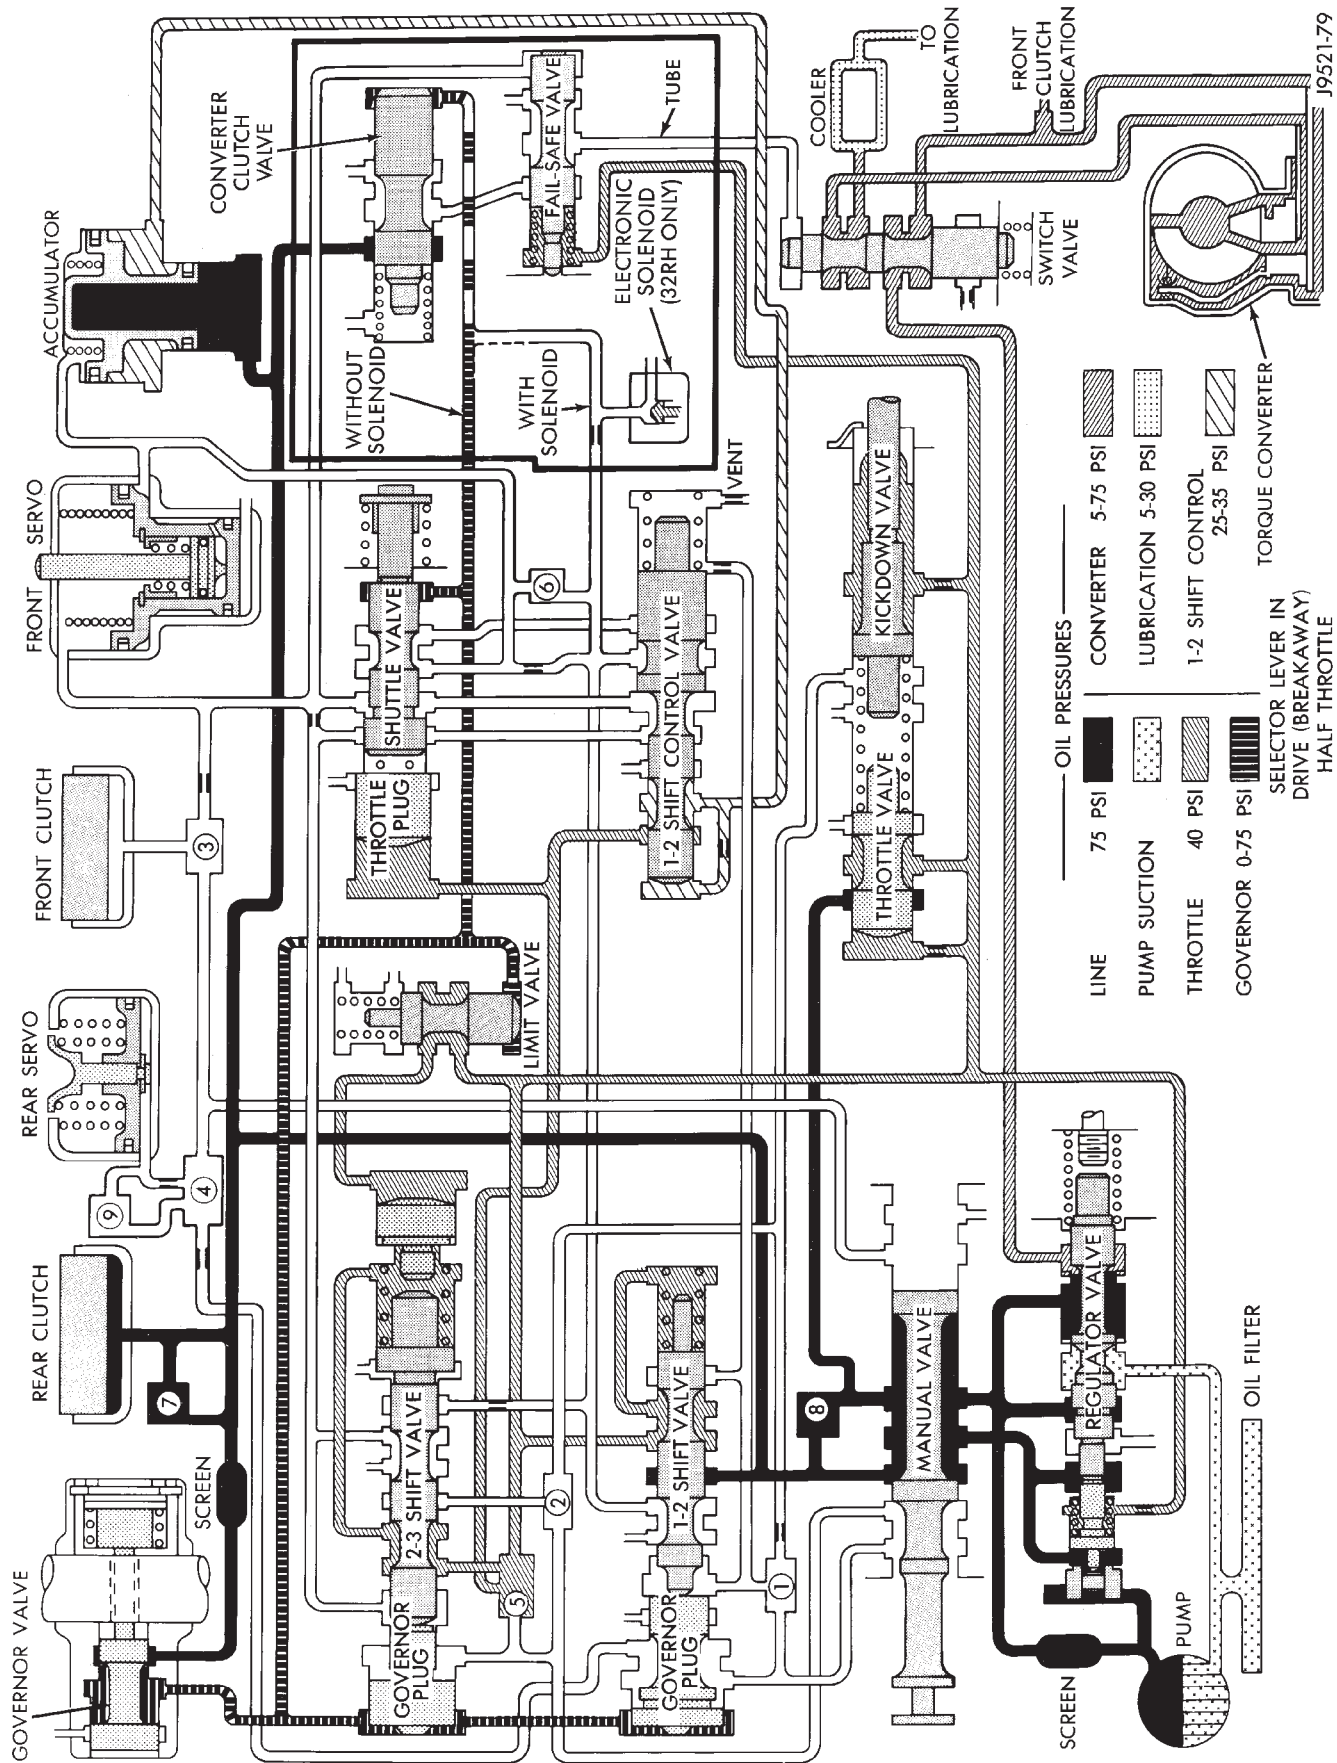 GOVERNOR VALVE
REAR CLUTCH
REAR SERVO
FRONT CLUTCH
FRONT SERVO
ACCUMULATOR
CONVERTER
CLUTCH
VALVE
SCREEN
7
9
4
3
6
WITHOUT
SOLENOID
WITH
SOLENOID
ELECTRONIC
SOLENOID
(32RH ONLY)
FAIL-SAFE VALVE
TUBE
GOVERNOR
PLUG
2-3 SHIFT VALVE
LIMIT VALVE
THROTTLE
PLUG
SHUTTLE VALVE
5
2
GOVERNOR
PLUG
1-2 SHIFT VALVE
1-2 SHIFT CONTROL VALVE
VENT
1
8
MANUAL VALVE
THROTTLE VALVE
KICKDOWN VALVE
COOLER
TO
LUBRICATION
FRONT
CLUTCH
LUBRICATION
SWITCH
VALVE
SCREEN
PUMP
REGULATOR VALVE
OIL FILTER
OIL PRESSURES
LINE 75 PSI
CONVERTER 5-75 PSI
PUMP SUCTION
LUBRICATION 5-30 PSI
THROTTLE 40 PSI
1-2 SHIFT CONTROL
25-35 PSI
GOVERNOR 0-75 PSI
TORQUE CONVERTER
SELECTOR LEVER IN
DRIVE (BREAKAWAY)
HALF THROTTLE
J9521-79